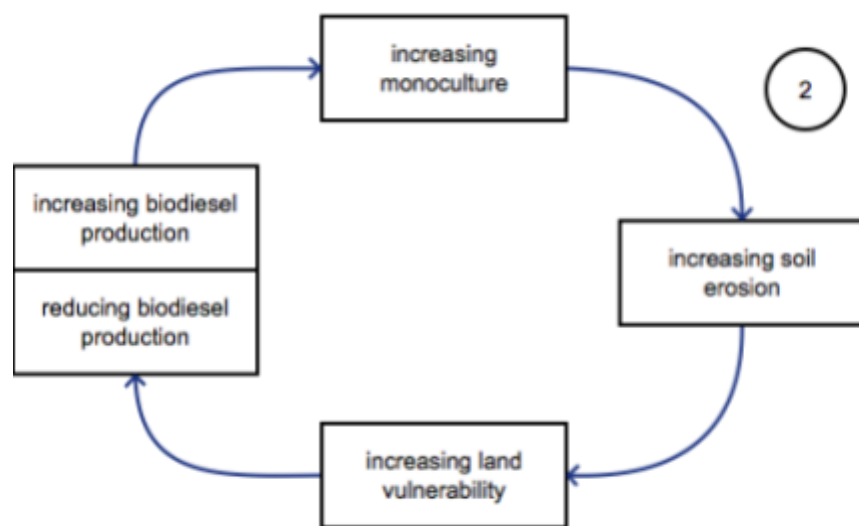 increasing
monoculture
2
increasing biodiesel
production
increasing soil
erosion
reducing biodiesel
production
increasing land
vulnerability